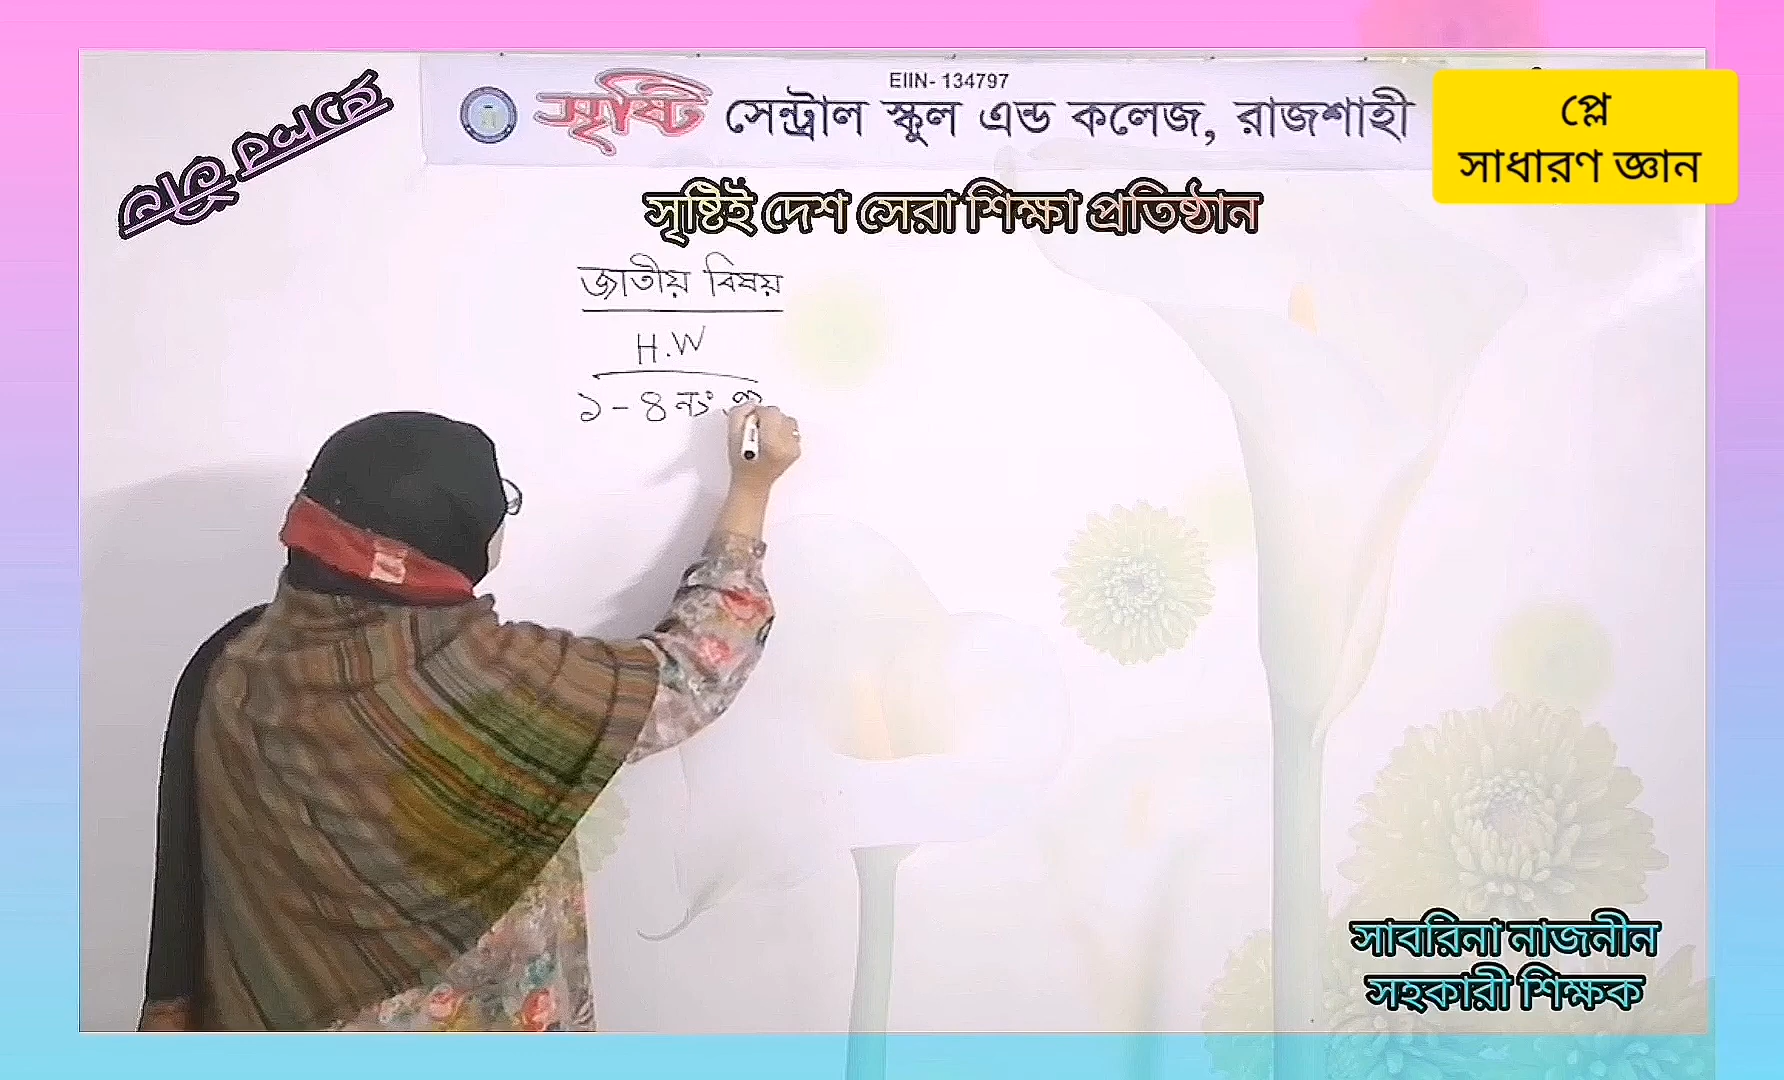 EIIN- 134797
সৃষ্টি সেন্ট্রাল স্কুল এন্ড কলেজ, রাজশাহী
প্লে
সাধারণ জ্ঞান
সৃষ্টিই দেশ সেরা শিক্ষা প্রতিষ্ঠান
জাতীয় বিষয়
H.W
১-৪ নং
সাবরিনা নাজনীন
সহকারী শিক্ষক